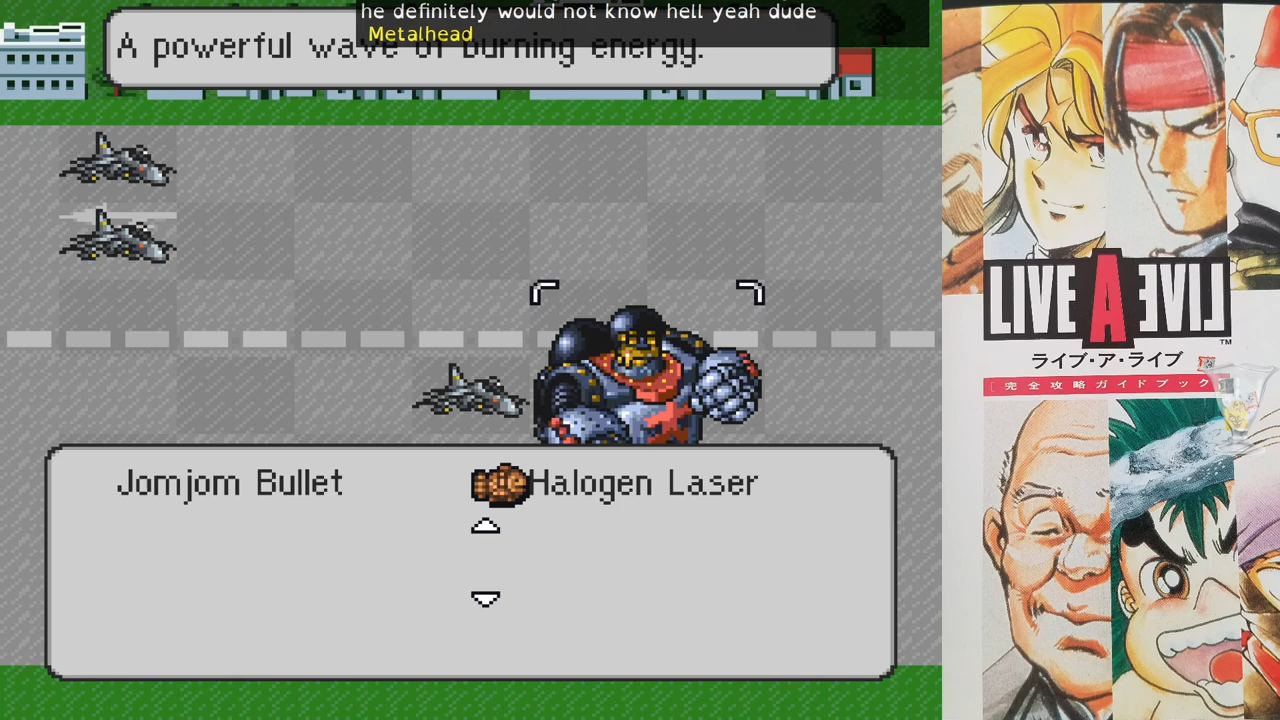 he definitely would not know hell yeah dude
Metalhead
A powerful wave of burning energy.
Jomjom Bullet
Halogen Laser
LIVE A LIVE
TM
ライブ・ア・ライブ
[完全攻略ガイドブック